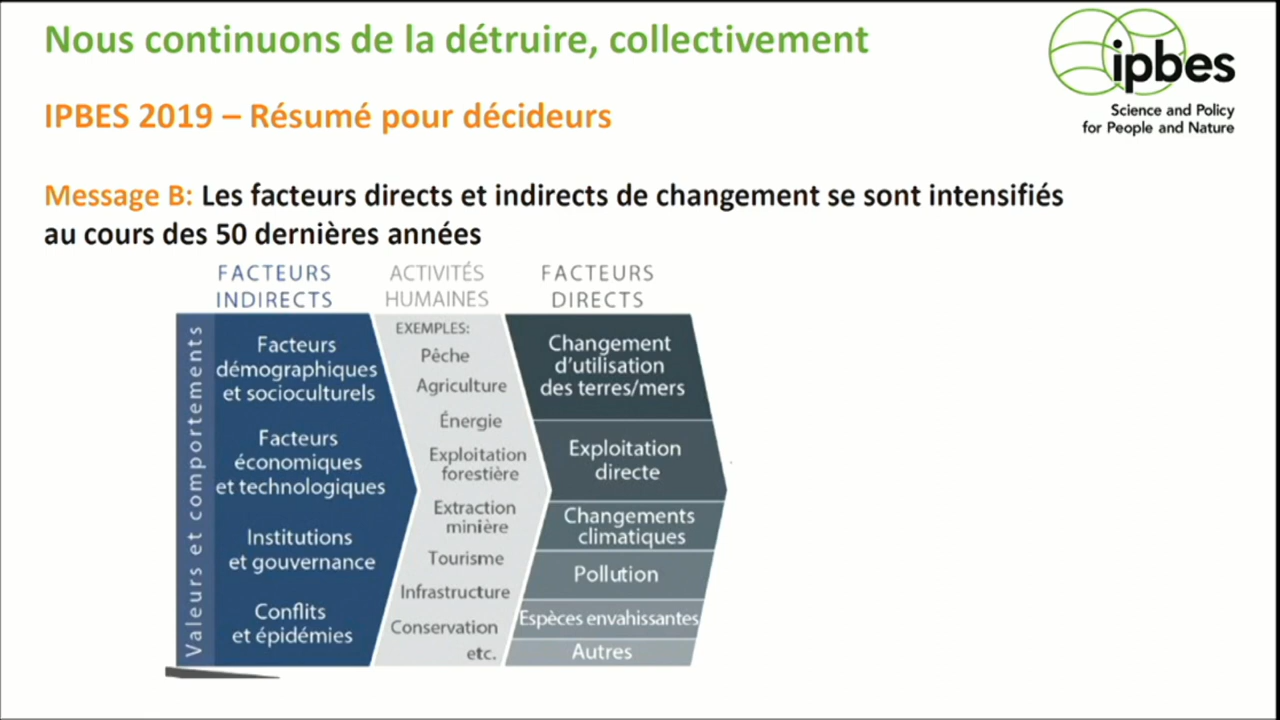 Nous continuons de la détruire, collectivement
ipbes
Science and Policy
for People and Nature
IPBES 2019 – Résumé pour décideurs
Message B: Les facteurs directs et indirects de changement se sont intensifiés
au cours des 50 dernières années
FACTEURS
INDIRECTS
Valeurs et comportements
Facteurs
démographiques
et socioculturels
Facteurs
économiques
et technologiques
Institutions
et gouvernance
Conflits
et épidémies
ACTIVITÉS
HUMAINES
EXEMPLES:
Pêche
Agriculture
Énergie
Exploitation
forestière
Extraction
minière
Tourisme
Infrastructure
Conservation
etc.
FACTEURS
DIRECTS
Changement
d'utilisation
des terres/mers
Exploitation
directe
Changements
climatiques
Pollution
Espèces envahissantes
Autres